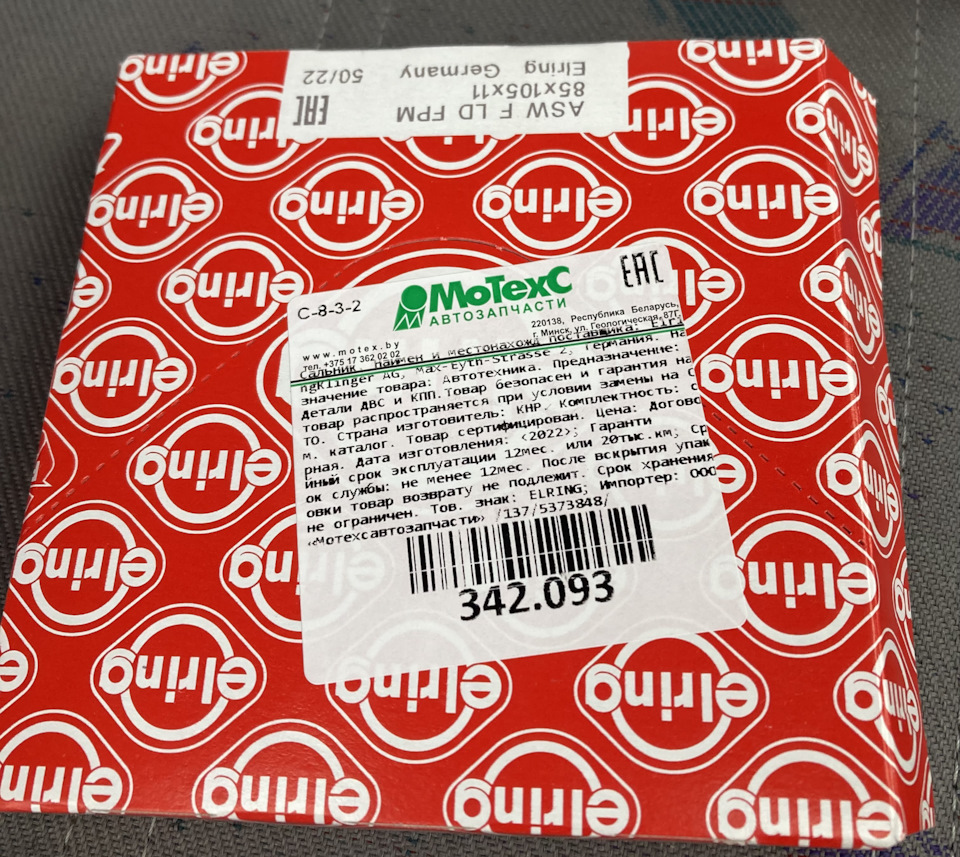 ASW F LD FPM
85x105x11
Elring Germany 50/22
EAC
elring
С-8-3-2
МоТехС
АВТОЗАПЧАСТИ
EAC
www.motex.by
тел. +375 17 362 02 02
220138, Республика Беларусь,
г. Минск, ул. Геологическая, 87Г,
Сальник. Наимен и местонахожд поставщика: Elri
ngKlinger AG, Max-Eyth-Strasse 2, Германия. На
значение товара: Автотехника. предназначение:
Детали ДВС и КПП.Товар безопасен и гарантия на
товар распространяется при условии замены на С
ТО. Страна изготовитель: КНР. Комплектность: с
м. каталог. Товар сертифицирован. Цена: Догово
рная. Дата изготовления: <2022>; Гаранти
йный срок эксплуатации 12мес. или 20тыс.км; Ср
ок службы: не менее 12мес. После вскрытия упак
овки товар возврату не подлежит. Срок хранения
не ограничен. Тов. знак: ELRING; Импортер: ООО
«Мотехсавтозапчасти» /137/5373848/
342.093